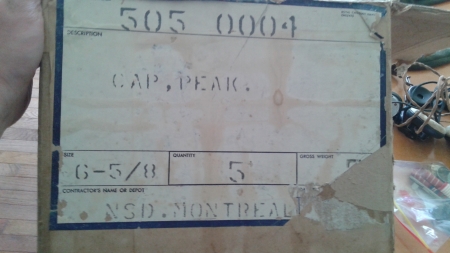 505 0004
DESCRIPTION
CAP, PEAK.
SIZE QUANTITY GROSS WEIGHT
6-5/8 5
CONTRACTOR'S NAME OR DEPOT
NSD. MONTREAL